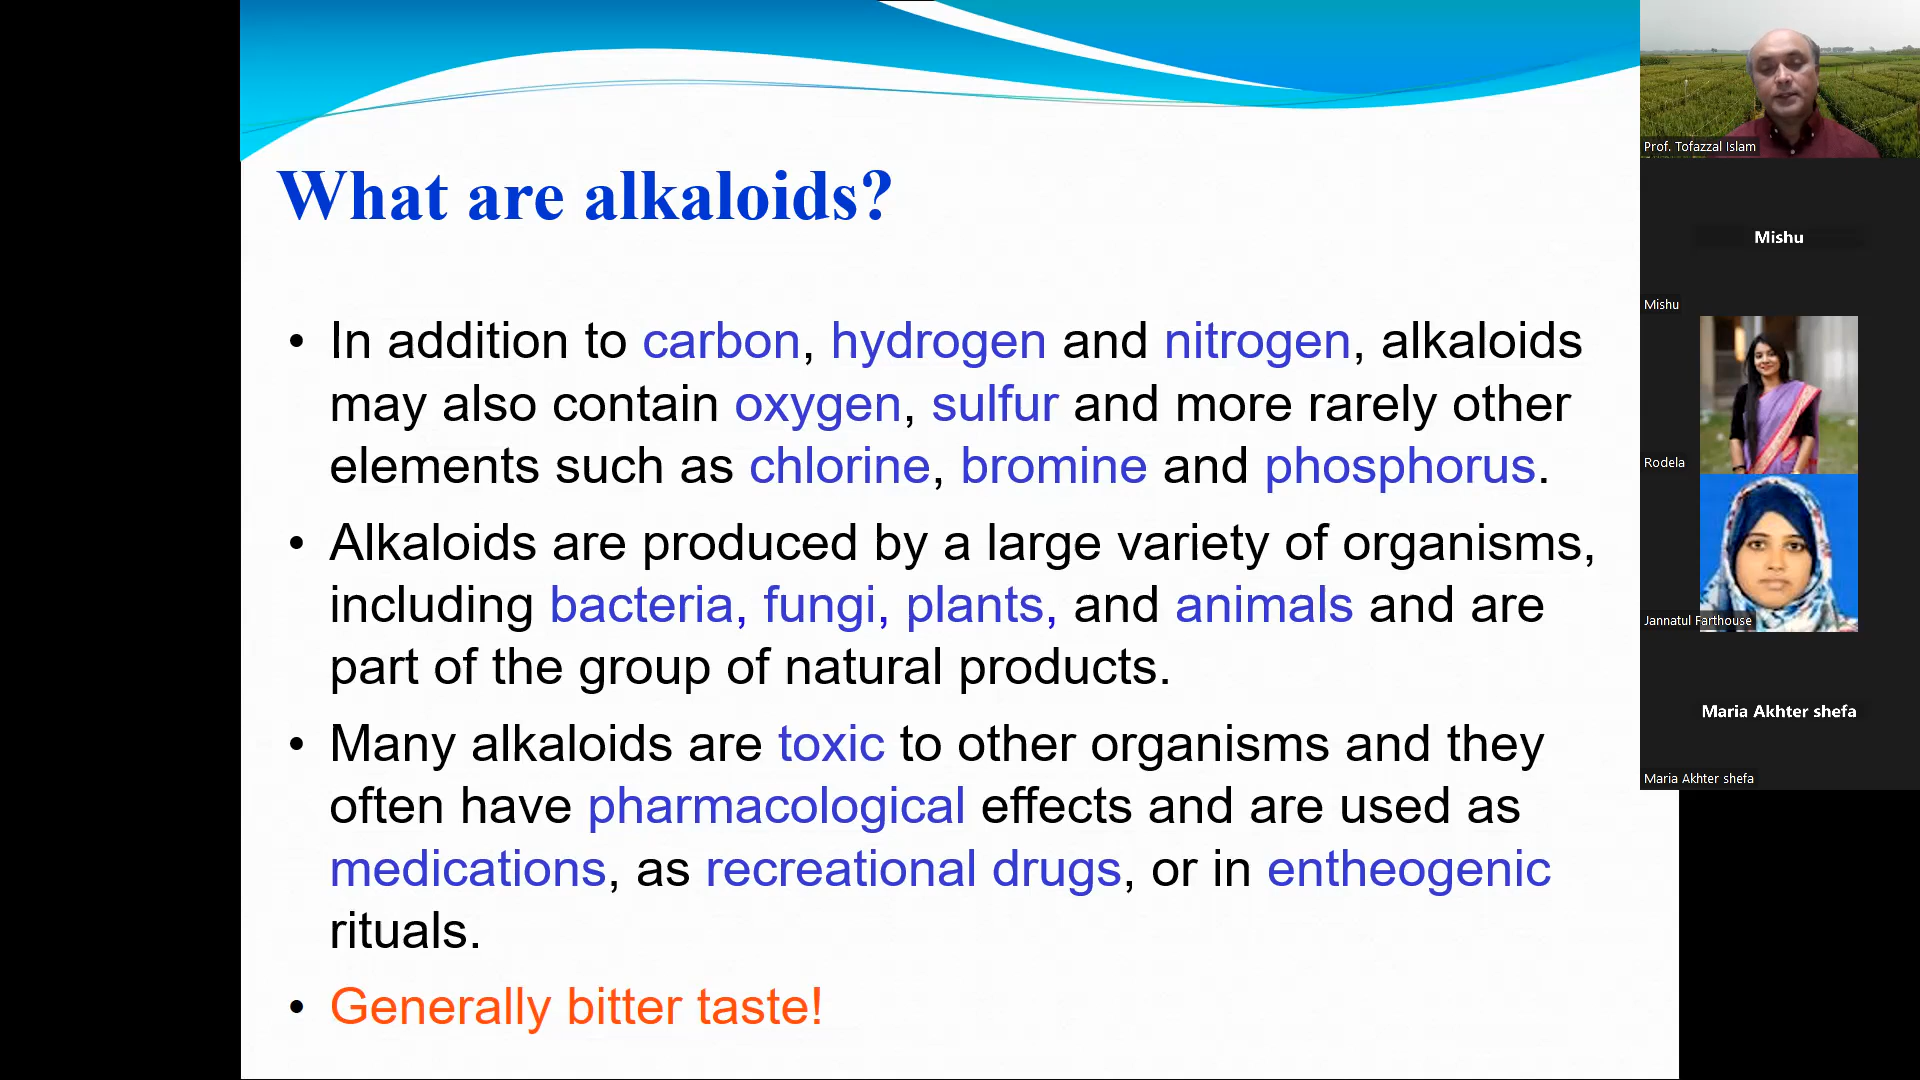 What are alkaloids?
• In addition to carbon, hydrogen and nitrogen, alkaloids
may also contain oxygen, sulfur and more rarely other
elements such as chlorine, bromine and phosphorus.
• Alkaloids are produced by a large variety of organisms,
including bacteria, fungi, plants, and animals and are
part of the group of natural products.
• Many alkaloids are toxic to other organisms and they
often have pharmacological effects and are used as
medications, as recreational drugs, or in entheogenic
rituals.
• Generally bitter taste!
Prof. Tofazzal Islam
Mishu
Mishu
Rodela
Jannatul Farthouse
Maria Akhter shefa
Maria Akhter shefa